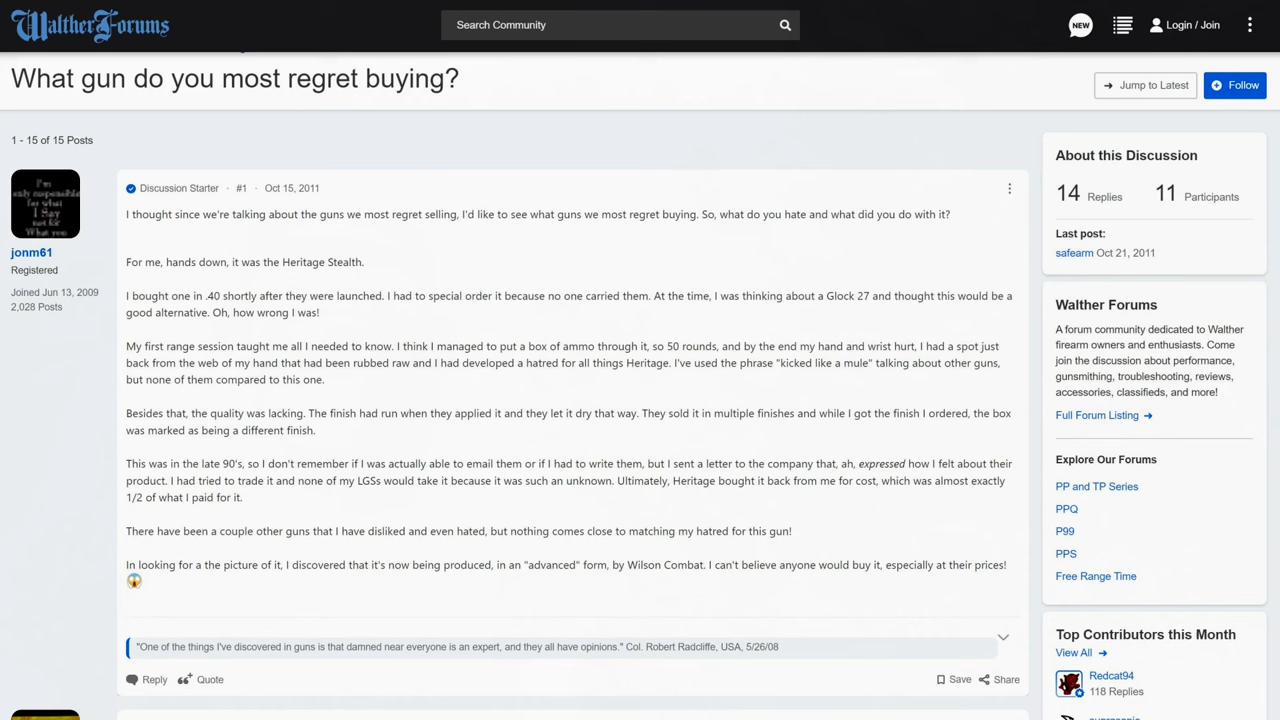 WaltherForums
Search Community
NEW
Login / Join
What gun do you most regret buying?
Jump to Latest
Follow
1 - 15 of 15 Posts
I'm
only responsible
for what
I Say
not for
What you
jonm61
Registered
Joined Jun 13, 2009
2,028 Posts
Discussion Starter · #1 · Oct 15, 2011
I thought since we're talking about the guns we most regret selling, I'd like to see what guns we most regret buying. So, what do you hate and what did you do with it?
For me, hands down, it was the Heritage Stealth.
I bought one in .40 shortly after they were launched. I had to special order it because no one carried them. At the time, I was thinking about a Glock 27 and thought this would be a
good alternative. Oh, how wrong I was!
My first range session taught me all I needed to know. I think I managed to put a box of ammo through it, so 50 rounds, and by the end my hand and wrist hurt, I had a spot just
back from the web of my hand that had been rubbed raw and I had developed a hatred for all things Heritage. I've used the phrase "kicked like a mule" talking about other guns,
but none of them compared to this one.
Besides that, the quality was lacking. The finish had run when they applied it and they let it dry that way. They sold it in multiple finishes and while I got the finish I ordered, the box
was marked as being a different finish.
This was in the late 90's, so I don't remember if I was actually able to email them or if I had to write them, but I sent a letter to the company that, ah, expressed how I felt about their
product. I had tried to trade it and none of my LGSs would take it because it was such an unknown. Ultimately, Heritage bought it back from me for cost, which was almost exactly
1/2 of what I paid for it.
There have been a couple other guns that I have disliked and even hated, but nothing comes close to matching my hatred for this gun!
In looking for a the picture of it, I discovered that it's now being produced, in an "advanced" form, by Wilson Combat. I can't believe anyone would buy it, especially at their prices!
"One of the things I've discovered in guns is that damned near everyone is an expert, and they all have opinions." Col. Robert Radcliffe, USA, 5/26/08
Reply
Quote
Save
Share
About this Discussion
14 Replies
11 Participants
Last post:
safearm Oct 21, 2011
Walther Forums
A forum community dedicated to Walther
firearm owners and enthusiasts. Come
join the discussion about performance,
gunsmithing, troubleshooting, reviews,
accessories, classifieds, and more!
Full Forum Listing
Explore Our Forums
PP and TP Series
PPQ
P99
PPS
Free Range Time
Top Contributors this Month
View All
Redcat94
118 Replies